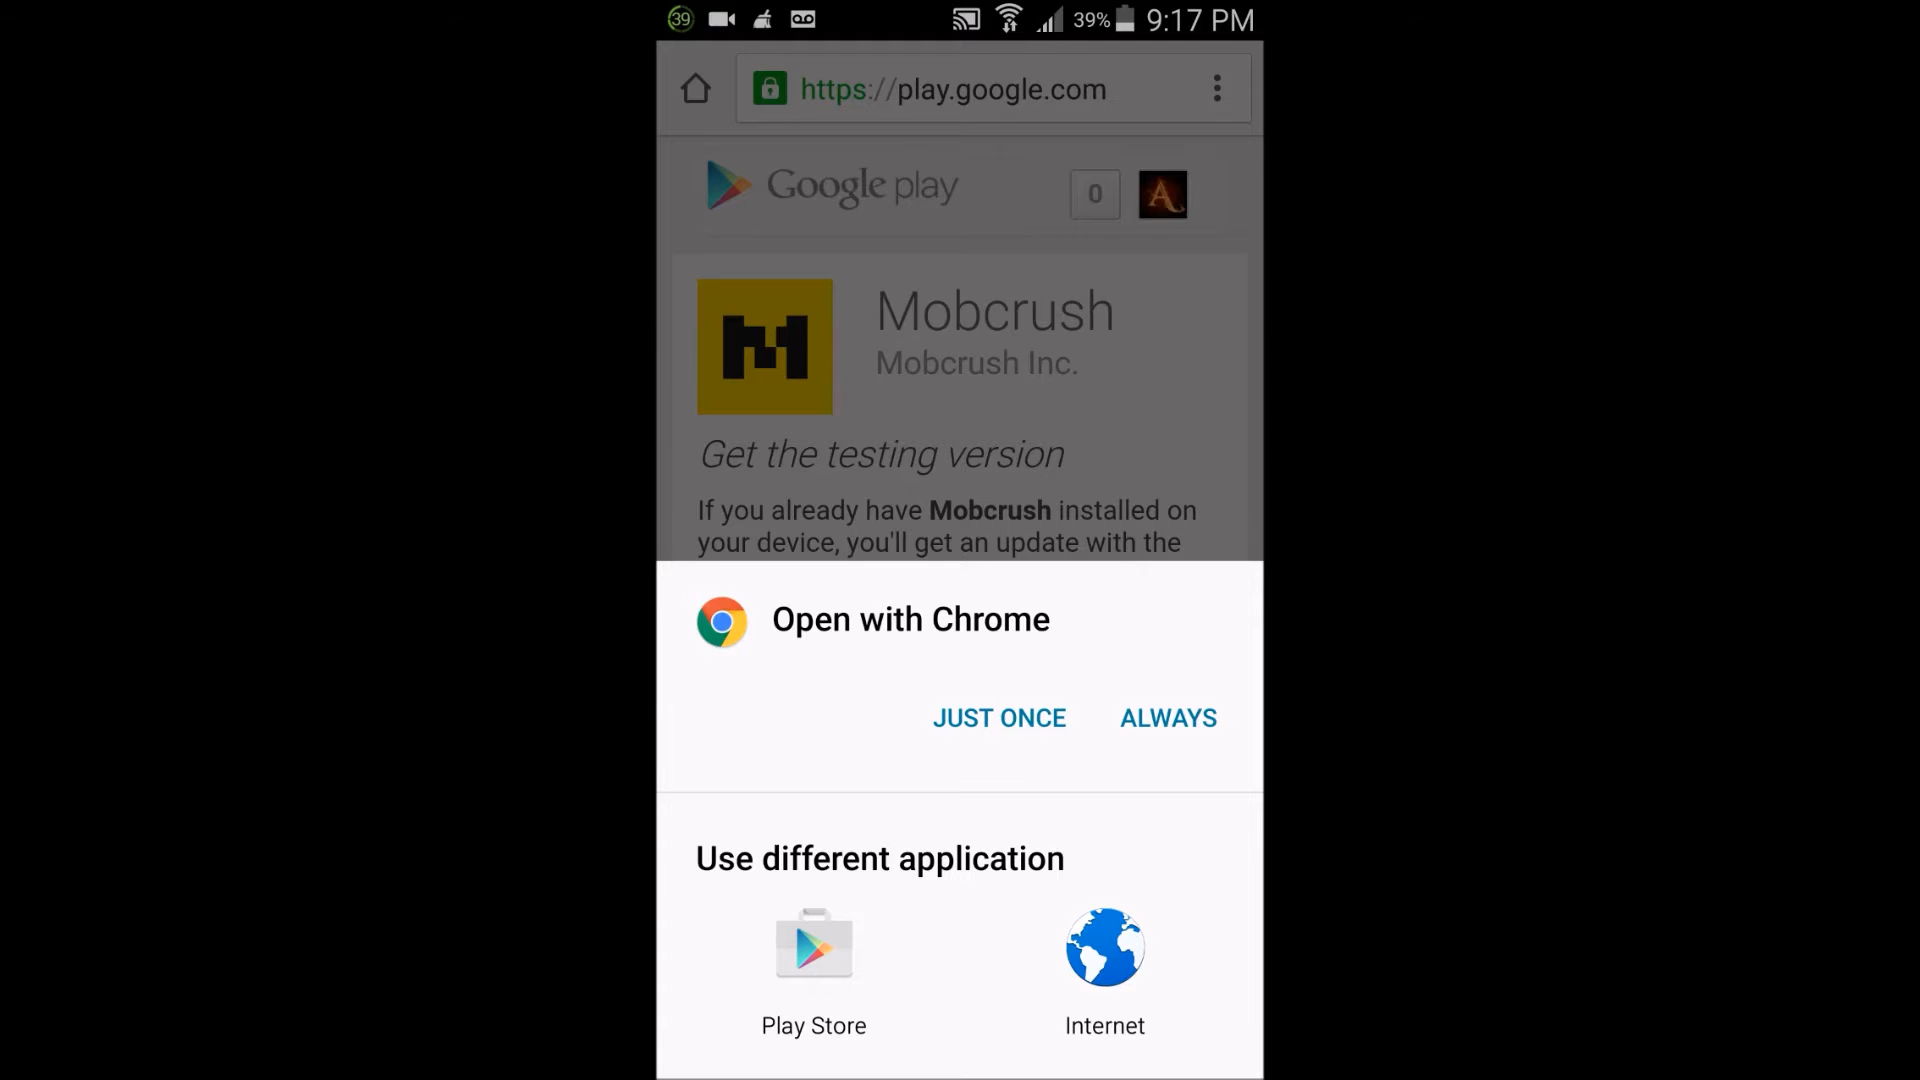 39 39% 9:17 PM
https://play.google.com
Google play 0 A
M Mobcrush
Mobcrush Inc.
Get the testing version
If you already have Mobcrush installed on
your device, you'll get an update with the
Open with Chrome
JUST ONCE ALWAYS
Use different application
Play Store Internet